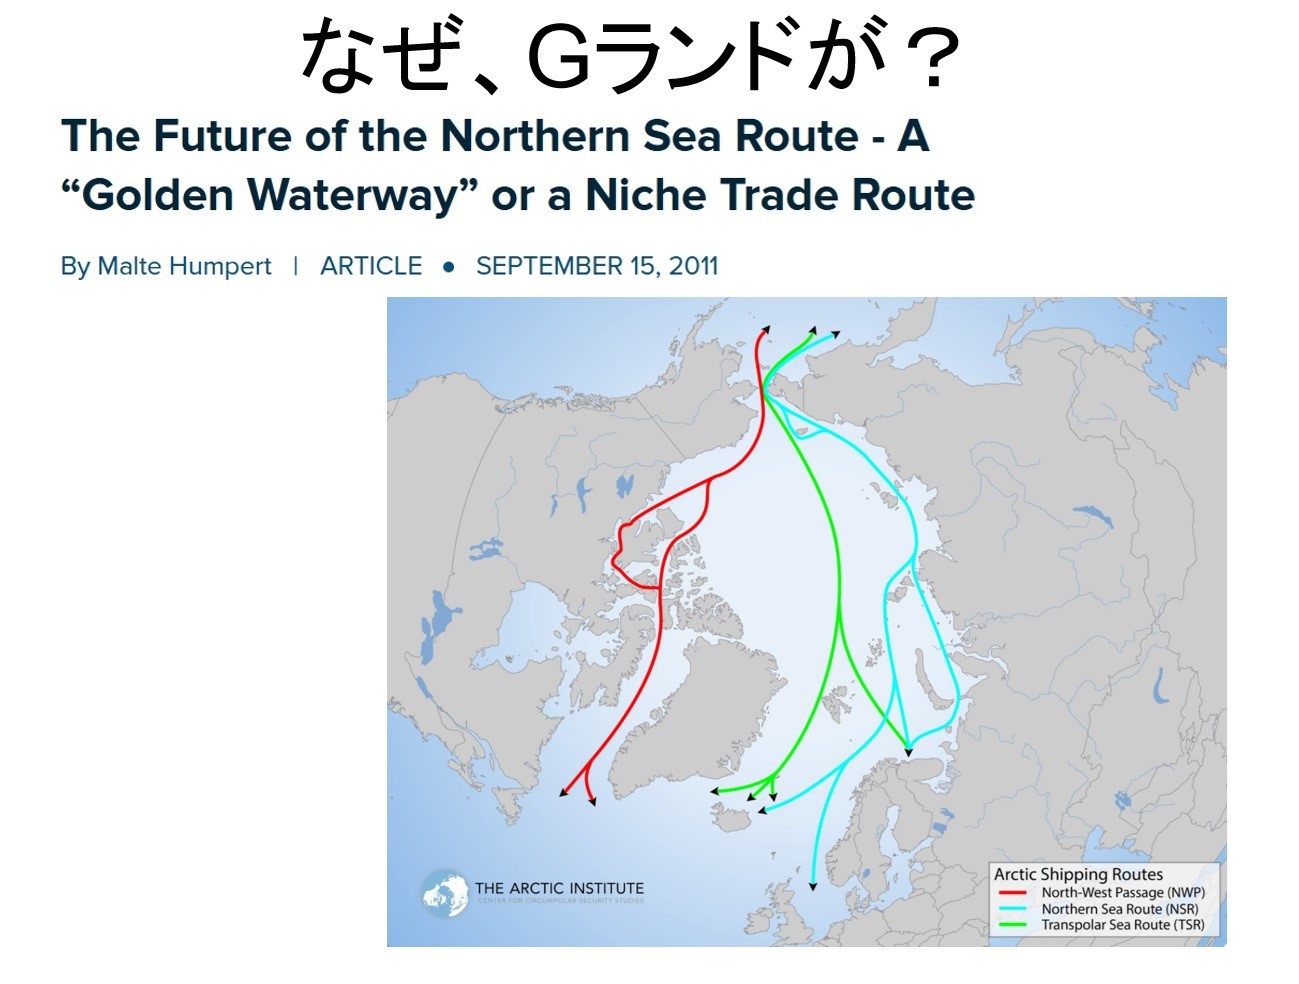 なぜ、Gランドが？
The Future of the Northern Sea Route - A
“Golden Waterway” or a Niche Trade Route
By Malte Humpert | ARTICLE ● SEPTEMBER 15, 2011
THE ARCTIC INSTITUTE
CENTER FOR CIRCUMPOLAR SECURITY STUDIES
Arctic Shipping Routes
North-West Passage (NWP)
Northern Sea Route (NSR)
Transpolar Sea Route (TSR)